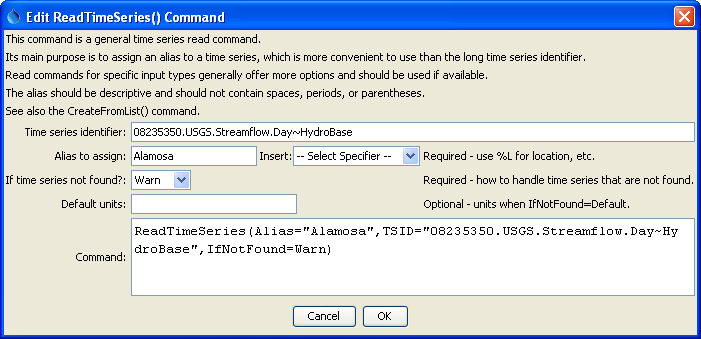 Edit ReadTimeSeries() Command
This command is a general time series read command.
Its main purpose is to assign an alias to a time series, which is more convenient to use than the long time series identifier.
Read commands for specific input types generally offer more options and should be used if available.
The alias should be descriptive and should not contain spaces, periods, or parentheses.
See also the CreateFromList() command.
Time series identifier: 08235350.USGS.Streamflow.Day~HydroBase
Alias to assign: Alamosa Insert: -- Select Specifier -- Required - use %L for location, etc.
If time series not found?: Warn Required - how to handle time series that are not found.
Default units: Optional - units when IfNotFound=Default.
ReadTimeSeries(Alias="Alamosa",TSID="08235350.USGS.Streamflow.Day~Hy
droBase",IfNotFound=Warn)
Command:
Cancel OK